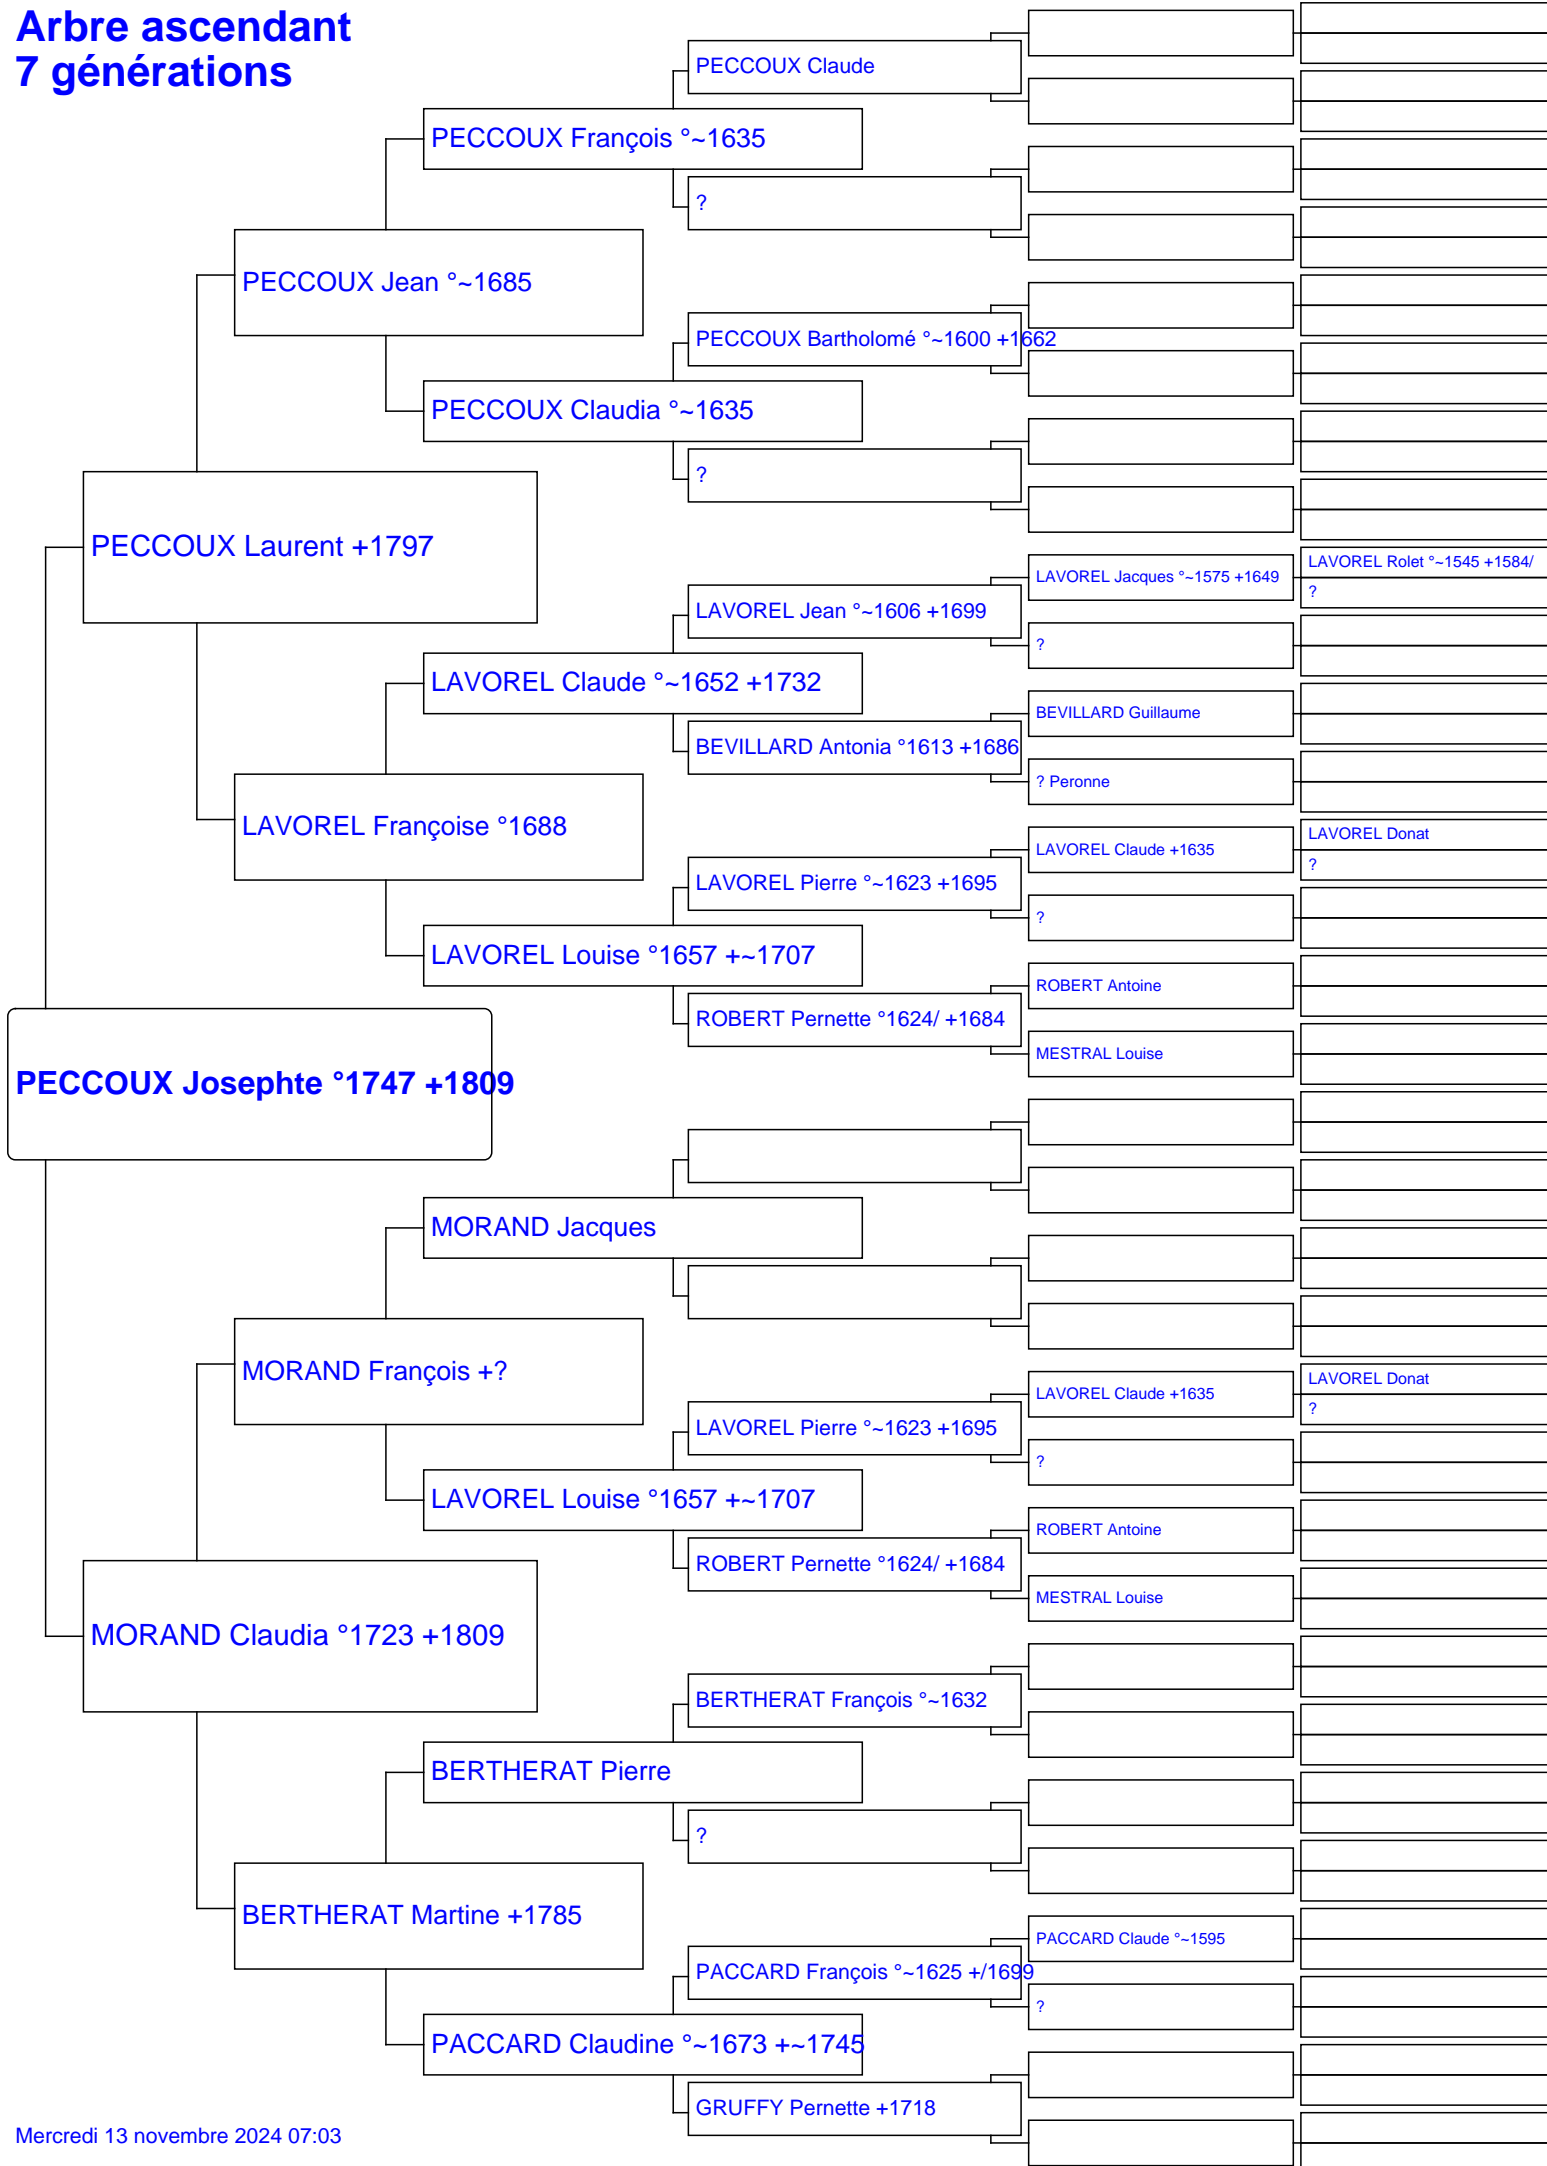 Arbre ascendant
7 générations
PECCOUX Claude
PECCOUX François °~1635
?
PECCOUX Jean °~1685
PECCOUX Bartholomé °~1600 +1662
PECCOUX Claudia °~1635
?
PECCOUX Laurent +1797
LAVOREL Rolet °~1545 +1584/
LAVOREL Jacques °~1575 +1649
?
LAVOREL Jean °~1606 +1699
?
LAVOREL Claude °~1652 +1732
BEVILLARD Guillaume
BEVILLARD Antonia °1613 +1686
? Peronne
LAVOREL Françoise °1688
LAVOREL Donat
LAVOREL Claude +1635
?
LAVOREL Pierre °~1623 +1695
?
LAVOREL Louise °1657 +~1707
ROBERT Antoine
ROBERT Pernette °1624/ +1684
MESTRAL Louise
PECCOUX Josephte °1747 +1809
MORAND Jacques
MORAND François +?
LAVOREL Donat
LAVOREL Claude +1635
?
LAVOREL Pierre °~1623 +1695
?
LAVOREL Louise °1657 +~1707
ROBERT Antoine
ROBERT Pernette °1624/ +1684
MESTRAL Louise
MORAND Claudia °1723 +1809
BERTHERAT François °~1632
BERTHERAT Pierre
?
BERTHERAT Martine +1785
PACCARD Claude °~1595
PACCARD François °~1625 +/1699
?
PACCARD Claudine °~1673 +~1745
GRUFFY Pernette +1718
Mercredi 13 novembre 2024 07:03